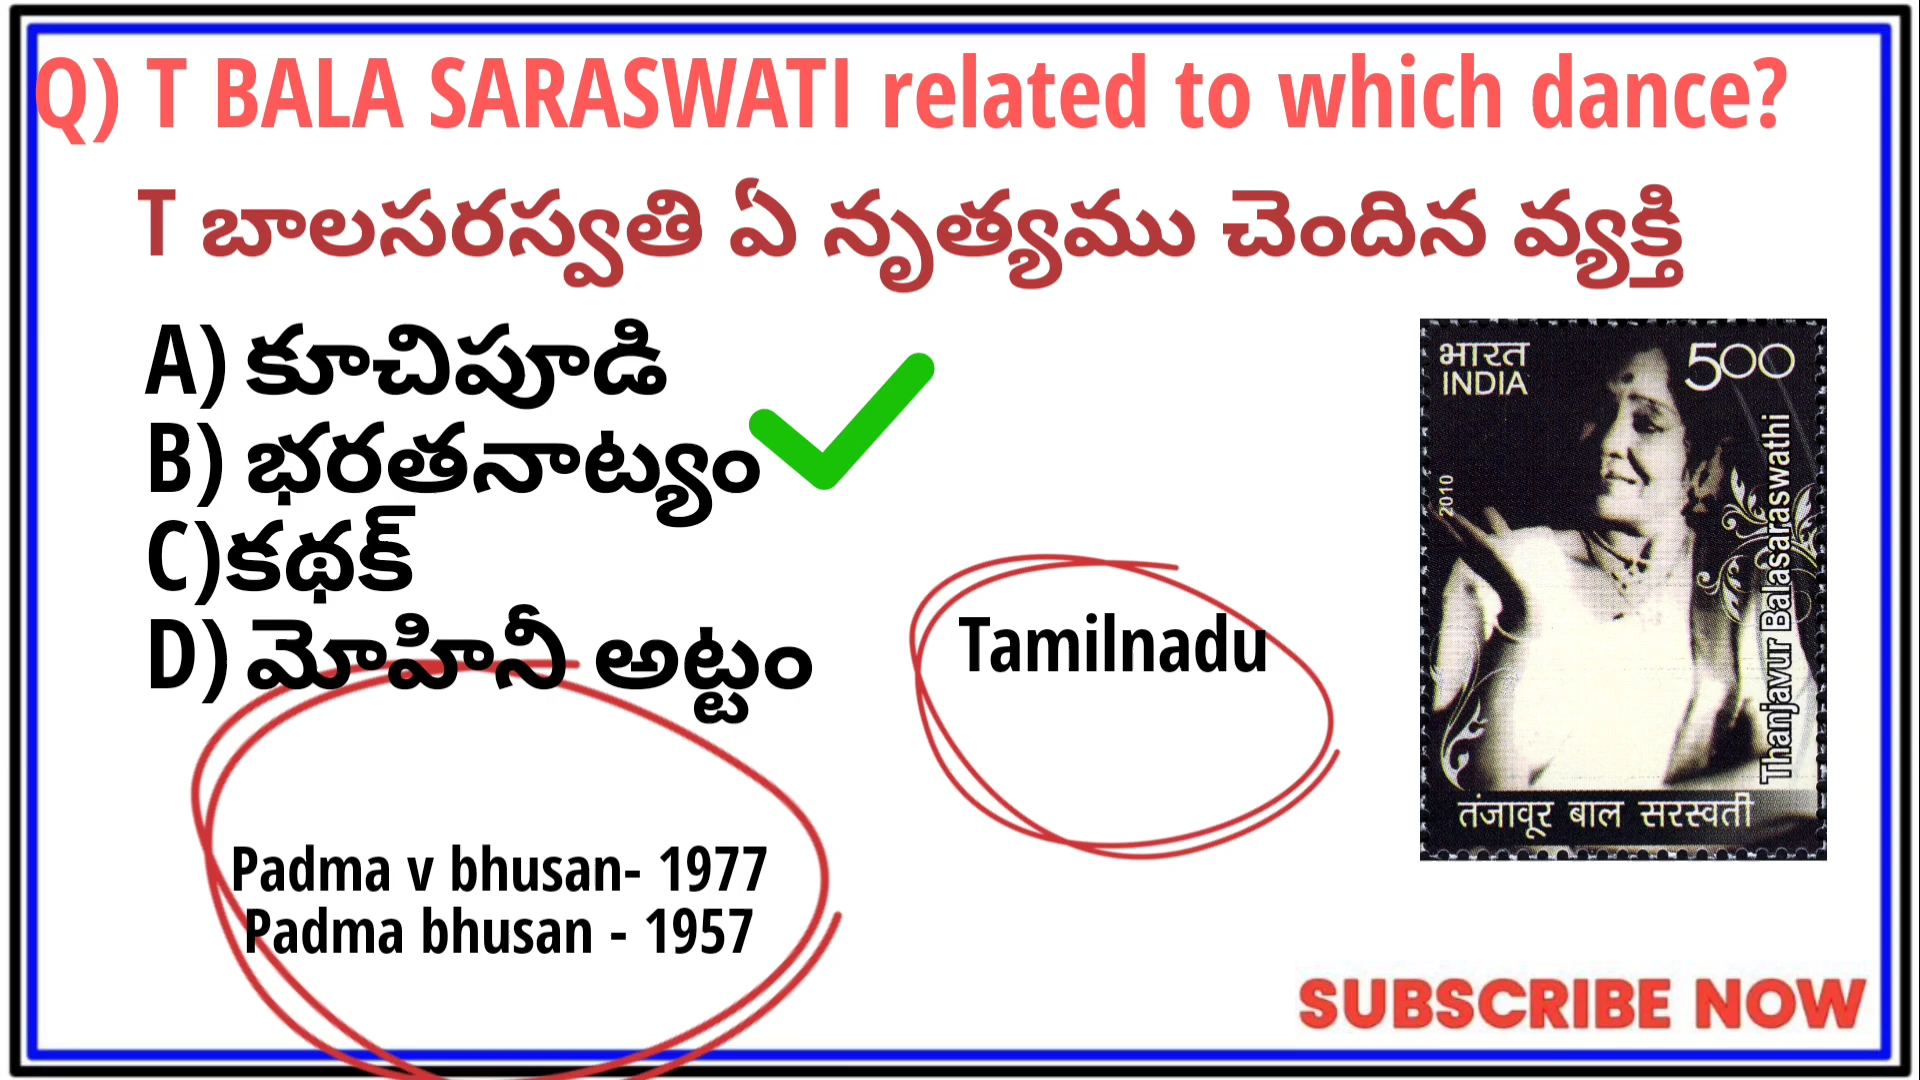 Q) T BALA SARASWATI related to which dance?
T బాలసరస్వతి ఏ నృత్యము చెందిన వ్యక్తి
A) కూచిపూడి
B) భరతనాట్యం
C)కథక్
D) మోహినీ అట్టం
Tamilnadu
Padma v bhusan- 1977
Padma bhusan - 1957
भारत
INDIA
500
2010
Thanjavur Balasaraswathi
तंजावूर बाल सरस्वती
SUBSCRIBE NOW